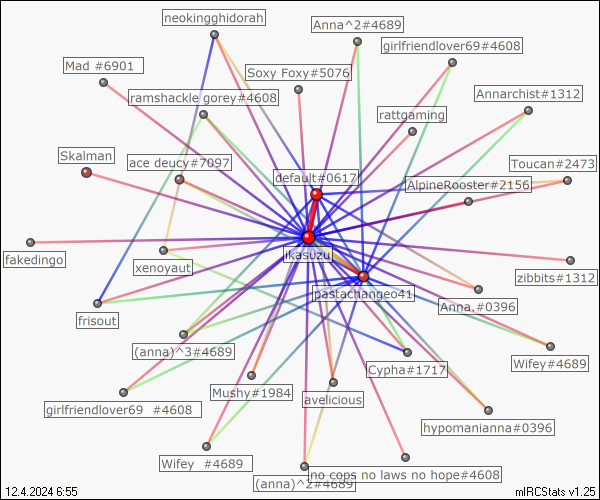 neokingghidorah
Anna^2#4689
girlfriendlover69#4608
Mad #6901
Soxy Foxy#5076
ramshackle gorey#4608
Annarchist#1312
rattgaming
Skalman
ace deucy#7097
Toucan#2473
default#0617
AlpineRooster#2156
ikasuzu
fakedingo
xenoyaut
zibbits#1312
pastachangeo41
Anna.#0396
frisout
(anna)^3#4689
Wifey#4689
Cypha#1717
Mushy#1984
avelicious
girlfriendlover69  #4608
hypomanianna#0396
Wifey  #4689
no cops no laws no hope#4608
(anna)^2#4689
12.4.2024 6:55
mIRCStats v1.25